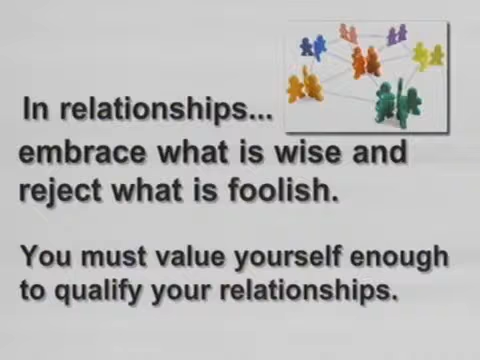 In relationships...
embrace what is wise and
reject what is foolish.
You must value yourself enough
to qualify your relationships.